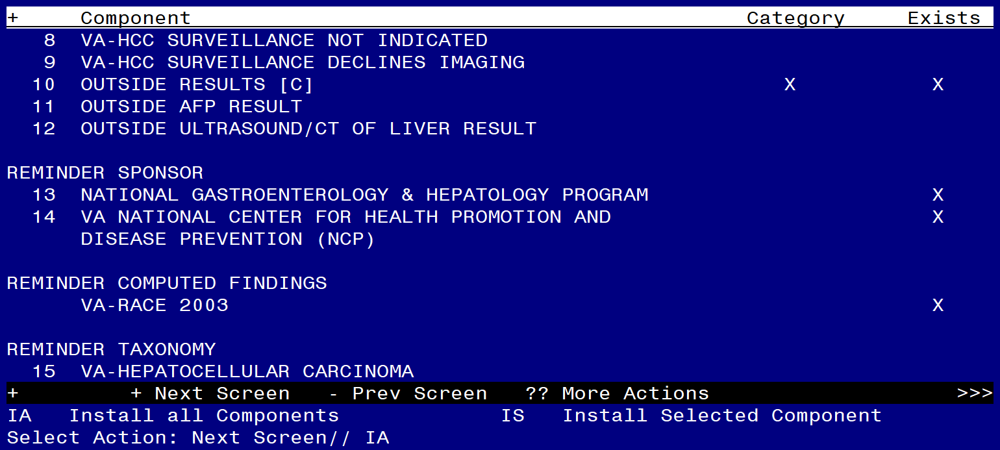 +     Component                                             Category     Exists
   8  VA-HCC SURVEILLANCE NOT INDICATED
   9  VA-HCC SURVEILLANCE DECLINES IMAGING
  10  OUTSIDE RESULTS [C]                                      X           X
  11  OUTSIDE AFP RESULT
  12  OUTSIDE ULTRASOUND/CT OF LIVER RESULT
REMINDER SPONSOR
  13  NATIONAL GASTROENTEROLOGY & HEPATOLOGY PROGRAM                       X
  14  VA NATIONAL CENTER FOR HEALTH PROMOTION AND                          X
      DISEASE PREVENTION (NCP)
REMINDER COMPUTED FINDINGS
      VA-RACE 2003                                                         X
REMINDER TAXONOMY
  15  VA-HEPATOCELLULAR CARCINOMA
+         + Next Screen   - Prev Screen   ?? More Actions                    >>>
IA   Install all Components             IS   Install Selected Component
Select Action: Next Screen// IA